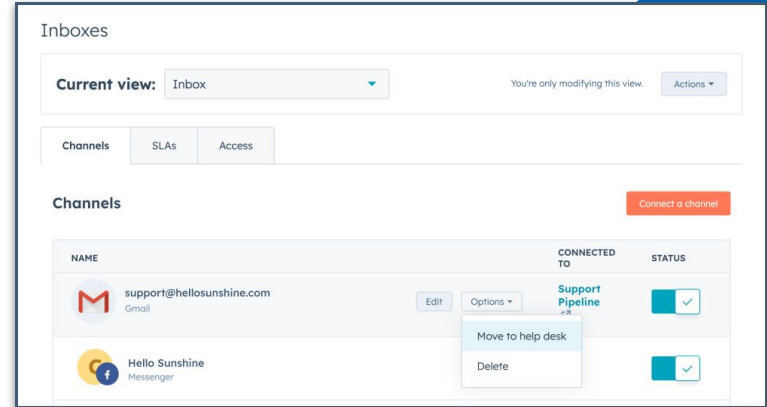 Inboxes
Current view: Inbox You're only modifying this view. Actions
Channels SLAs Access
Channels Connect a channel
NAME CONNECTED TO STATUS
support@hellosunshine.com Edit Options Support Pipeline
Gmail
Move to help desk
Hello Sunshine Delete
Messenger